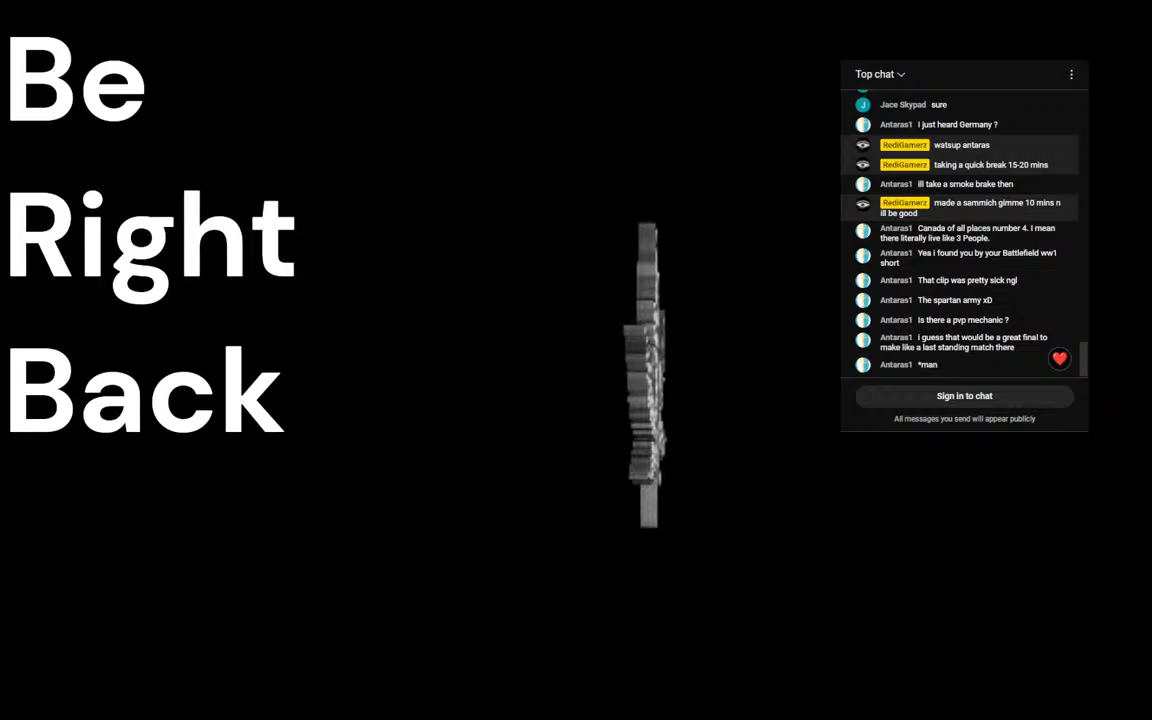 Be
Right
Back
Top chat
J
Jace Skypad sure
Antaras1 I just heard Germany ?
RediGamerz watsup antaras
RediGamerz taking a quick break 15-20 mins
Antaras1 ill take a smoke brake then
RediGamerz made a sammich gimme 10 mins n
ill be good
Antaras1 Canada of all places number 4. I mean
there literally live like 3 People.
Antaras1 Yea i found you by your Battlefield ww1
short
Antaras1 That clip was pretty sick ngl
Antaras1 The spartan army xD
Antaras1 Is there a pvp mechanic ?
Antaras1 i guess that would be a great final to
make like a last standing match there
Antaras1 *man
Sign in to chat
All messages you send will appear publicly